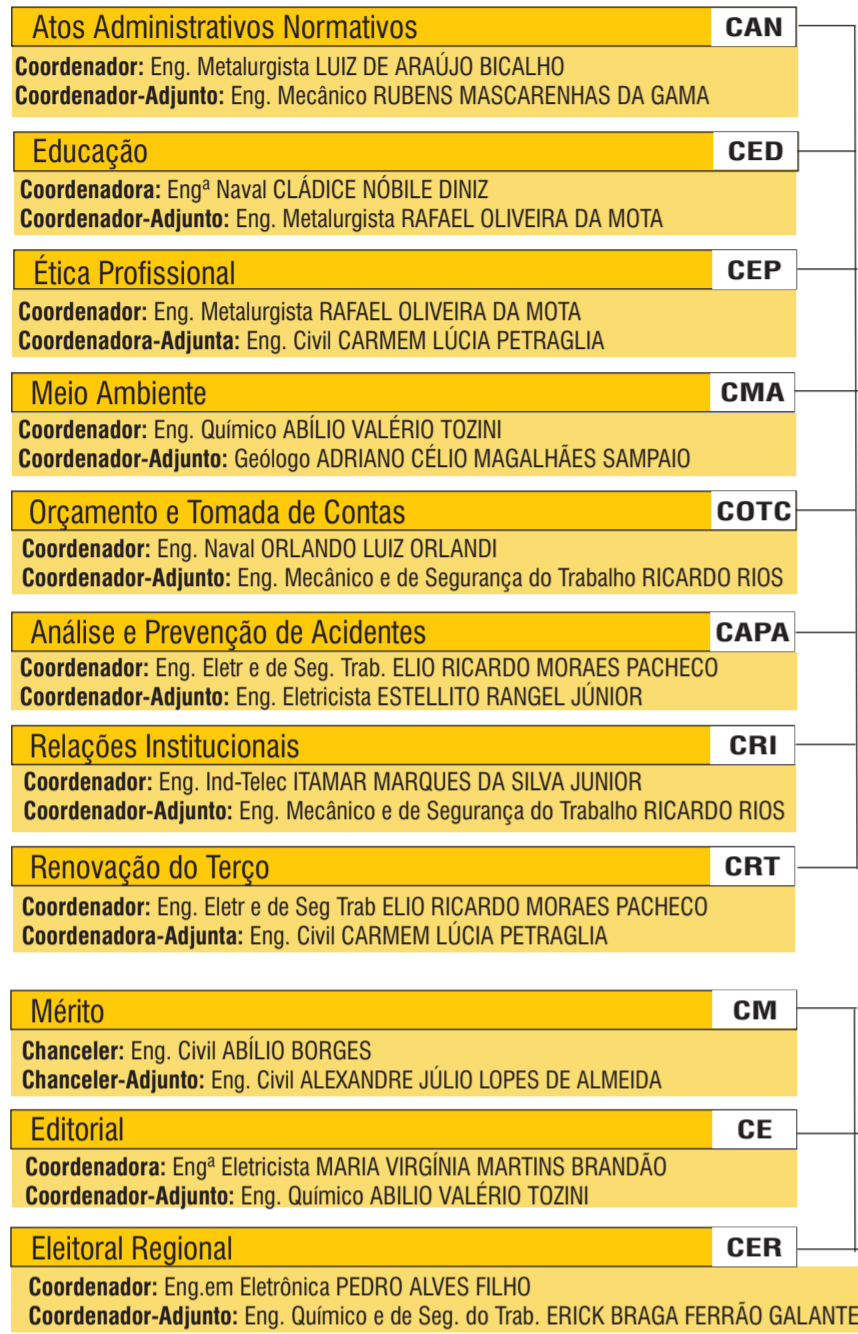 Atos Administrativos Normativos CAN
Coordenador: Eng. Metalurgista LUIZ DE ARAÚJO BICALHO
Coordenador-Adjunto: Eng. Mecânico RUBENS MASCARENHAS DA GAMA
Educação CED
Coordenadora: Engª Naval CLÁDICE NÓBILE DINIZ
Coordenador-Adjunto: Eng. Metalurgista RAFAEL OLIVEIRA DA MOTA
Ética Profissional CEP
Coordenador: Eng. Metalurgista RAFAEL OLIVEIRA DA MOTA
Coordenadora-Adjunta: Eng. Civil CARMEM LÚCIA PETRAGLIA
Meio Ambiente CMA
Coordenador: Eng. Químico ABÍLIO VALÉRIO TOZINI
Coordenador-Adjunto: Geólogo ADRIANO CÉLIO MAGALHÃES SAMPAIO
Orçamento e Tomada de Contas COTC
Coordenador: Eng. Naval ORLANDO LUIZ ORLANDI
Coordenador-Adjunto: Eng. Mecânico e de Segurança do Trabalho RICARDO RIOS
Análise e Prevenção de Acidentes CAPA
Coordenador: Eng. Eletr e de Seg. Trab. ELIO RICARDO MORAES PACHECO
Coordenador-Adjunto: Eng. Eletricista ESTELLITO RANGEL JÚNIOR
Relações Institucionais CRI
Coordenador: Eng. Ind-Telec ITAMAR MARQUES DA SILVA JUNIOR
Coordenador-Adjunto: Eng. Mecânico e de Segurança do Trabalho RICARDO RIOS
Renovação do Terço CRT
Coordenador: Eng. Eletr e de Seg Trab ELIO RICARDO MORAES PACHECO
Coordenadora-Adjunta: Eng. Civil CARMEM LÚCIA PETRAGLIA
Mérito CM
Chanceler: Eng. Civil ABÍLIO BORGES
Chanceler-Adjunto: Eng. Civil ALEXANDRE JÚLIO LOPES DE ALMEIDA
Editorial CE
Coordenadora: Engª Eletricista MARIA VIRGÍNIA MARTINS BRANDÃO
Coordenador-Adjunto: Eng. Químico ABILIO VALÉRIO TOZINI
Eleitoral Regional CER
Coordenador: Eng.em Eletrônica PEDRO ALVES FILHO
Coordenador-Adjunto: Eng. Químico e de Seg. do Trab. ERICK BRAGA FERRÃO GALANTE